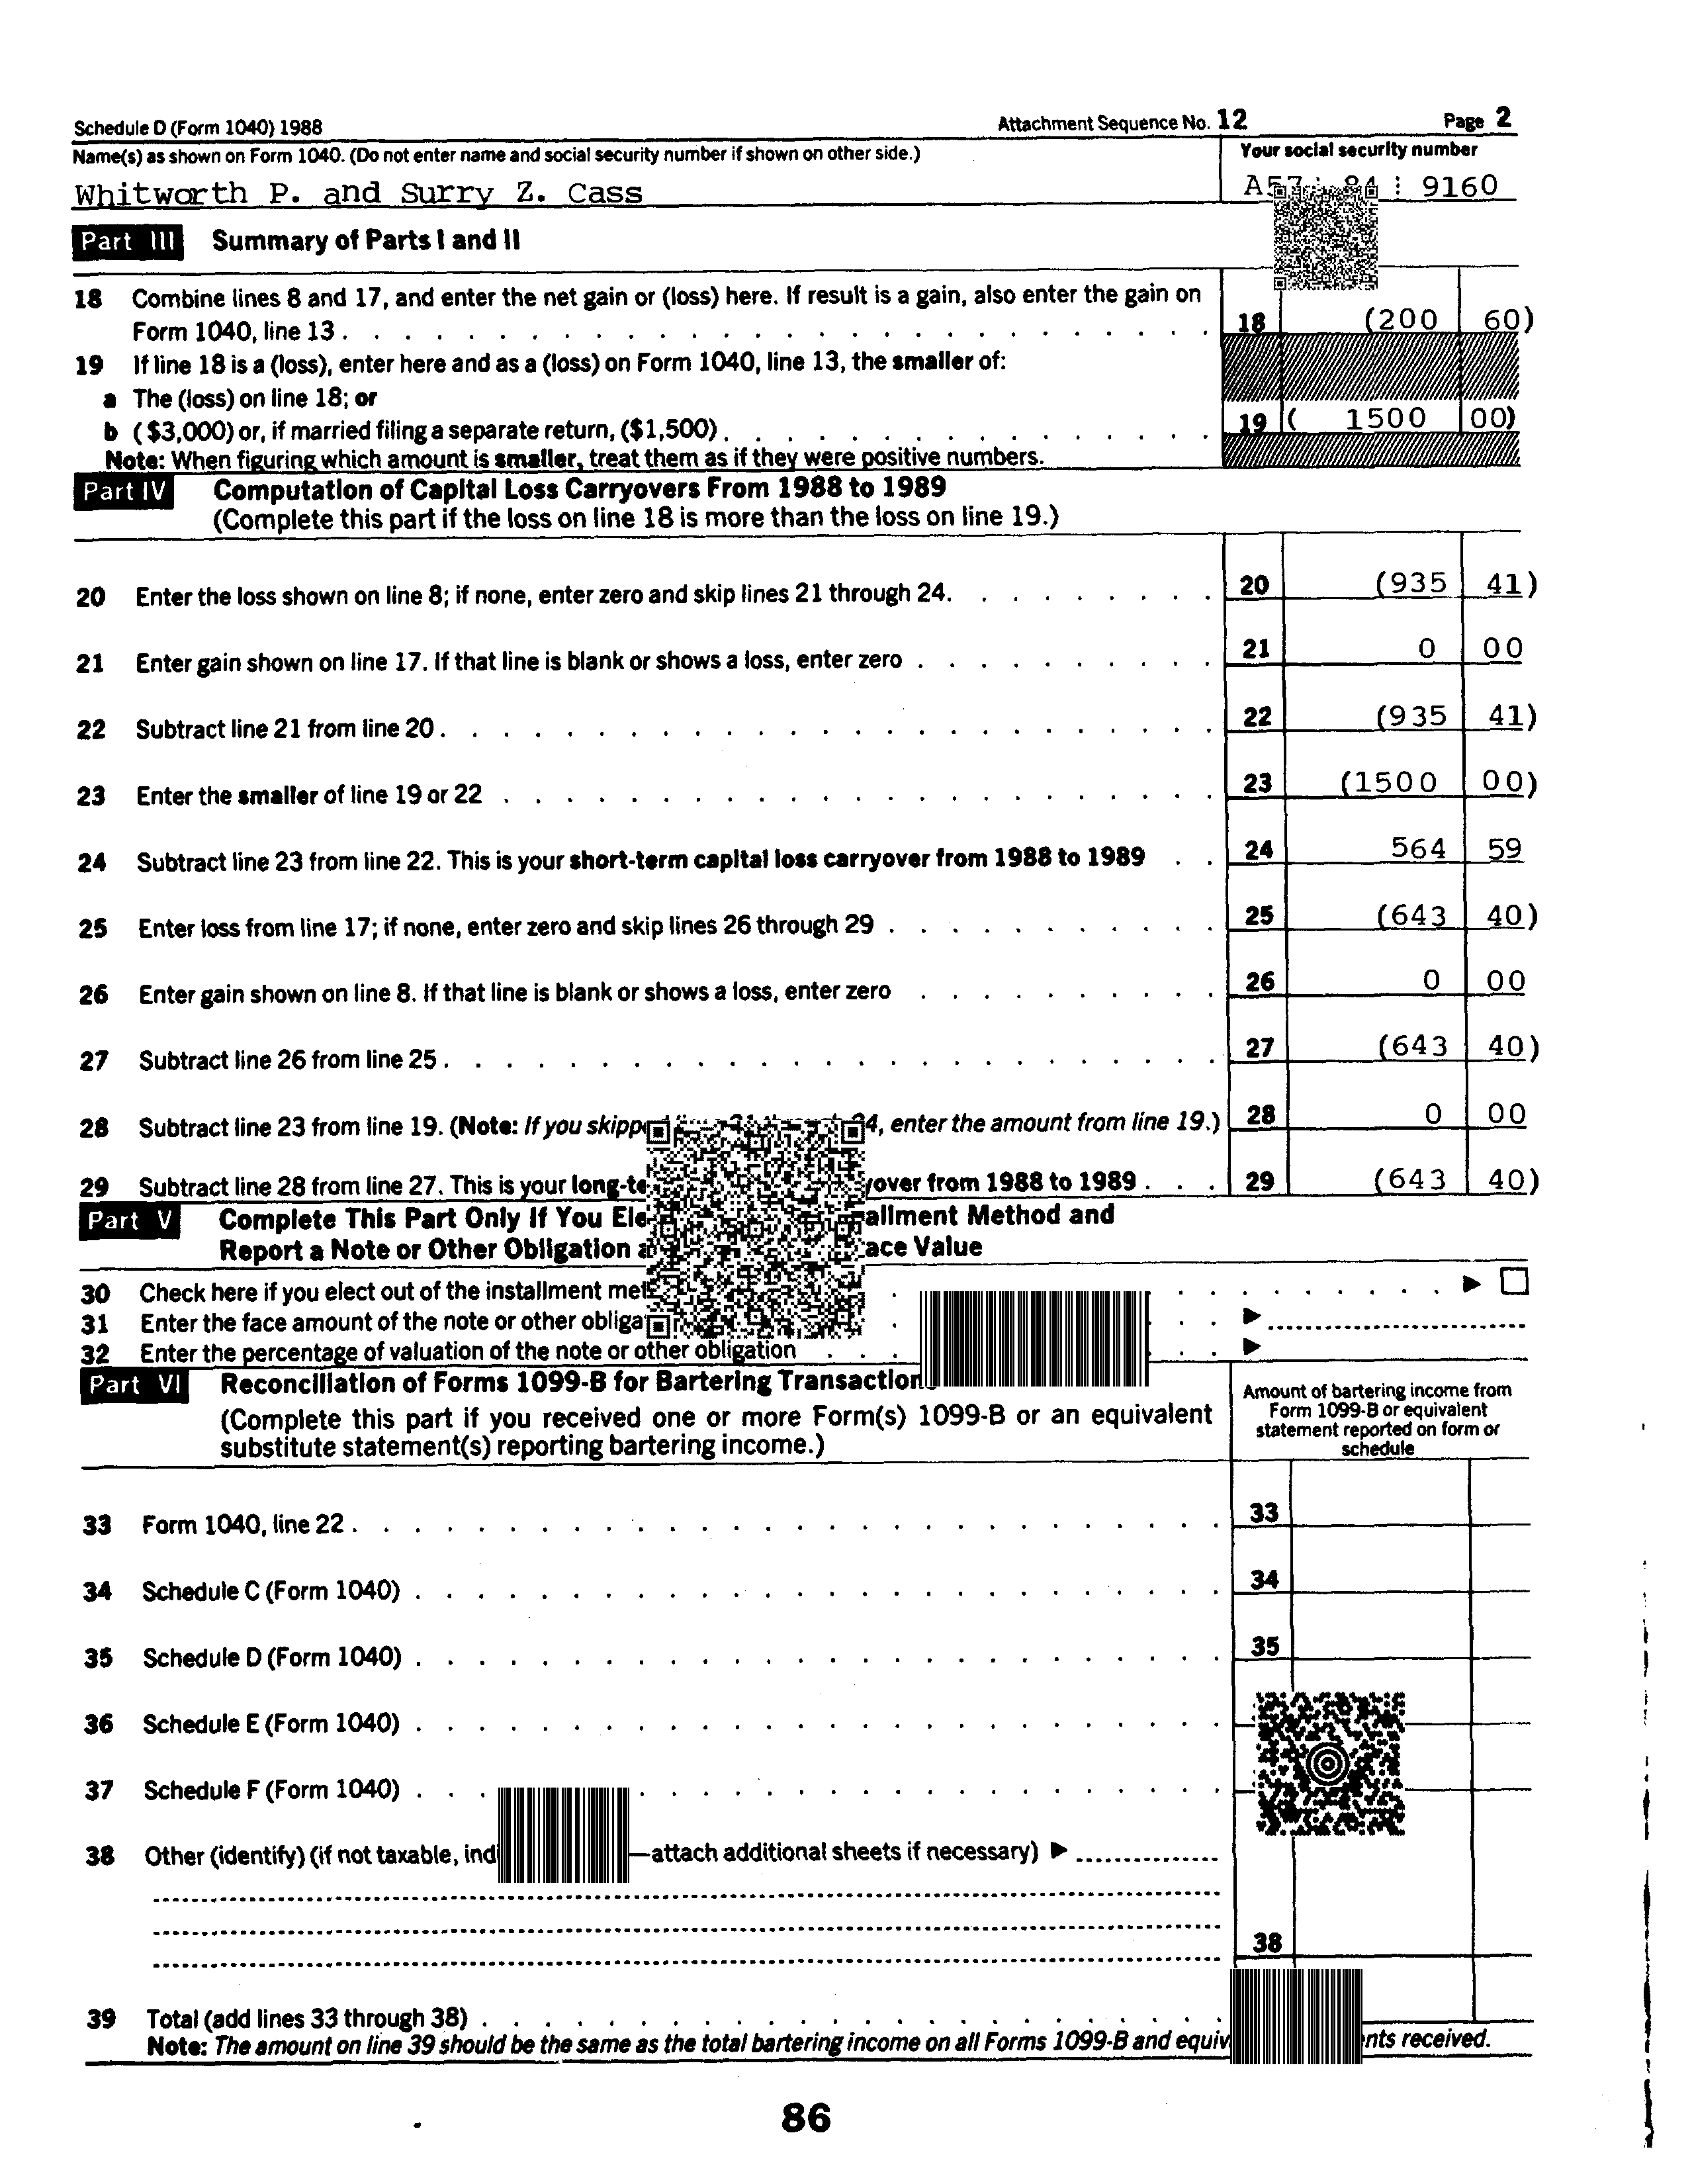 Schedule D (Form 1040) 1988 Attachment Sequence No. 12 Page 2
Name(s) as shown on Form 1040. (Do not enter name and social security number if shown on other side.) Your social security number
Whitworth P. and Surry Z. Cass 9160
Part III Summary of Parts I and II
18 Combine lines 8 and 17, and enter the net gain or (loss) here. If result is a gain, also enter the gain on
Form 1040, line 13 . 18 (200 60)
19 If line 18 is a (loss), enter here and as a (loss) on Form 1040, line 13, the smaller of:
a The (loss) on line 18; or
b ($3,000) or, if married filing a separate return, ($1,500) . 19 ( 1500 00)
Note: When figuring which amount is smaller, treat them as if they were positive numbers.
Part IV Computation of Capital Loss Carryovers From 1988 to 1989
(Complete this part if the loss on line 18 is more than the loss on line 19.)
20 Enter the loss shown on line 8; if none, enter zero and skip lines 21 through 24. 20 (935 41)
21 Enter gain shown on line 17. If that line is blank or shows a loss, enter zero . 21 0 00
22 Subtract line 21 from line 20 . 22 (935 41)
23 Enter the smaller of line 19 or 22 . 23 (1500 00)
24 Subtract line 23 from line 22. This is your short-term capital loss carryover from 1988 to 1989 . 24 564 59
25 Enter loss from line 17; if none, enter zero and skip lines 26 through 29 . 25 (643 40)
26 Enter gain shown on line 8. If that line is blank or shows a loss, enter zero . 26 0 00
27 Subtract line 26 from line 25 . 27 (643 40)
28 Subtract line 23 from line 19. (Note: If you , enter the amount from line 19.) 28 0 00
29 Subtract line 28 from line 27. This is your from 1988 to 1989 . 29 (643 40)
Part V Complete This Part Only If You Method and
Report a Note or Other Obligation Value
30 Check here if you elect out of the installment
31 Enter the face amount of the note or other
32 Enter the percentage of valuation of the note or other obligation
Part VI Reconciliation of Forms 1099-B for Bartering
(Complete this part if you received one or more Form(s) 1099-B or an equivalent
substitute statement(s) reporting bartering income.)
Amount of bartering income from
Form 1099-B or equivalent
statement reported on form or
schedule
33 Form 1040, line 22 . 33
34 Schedule C (Form 1040) . 34
35 Schedule D (Form 1040) . 35
36 Schedule E (Form 1040) .
37 Schedule F (Form 1040) .
38 Other (identify) (if not taxable, —attach additional sheets if necessary)
38
39 Total (add lines 33 through 38) .
Note: The amount on line 39 should be the same as the total bartering income on all Forms 1099-B and received.
86